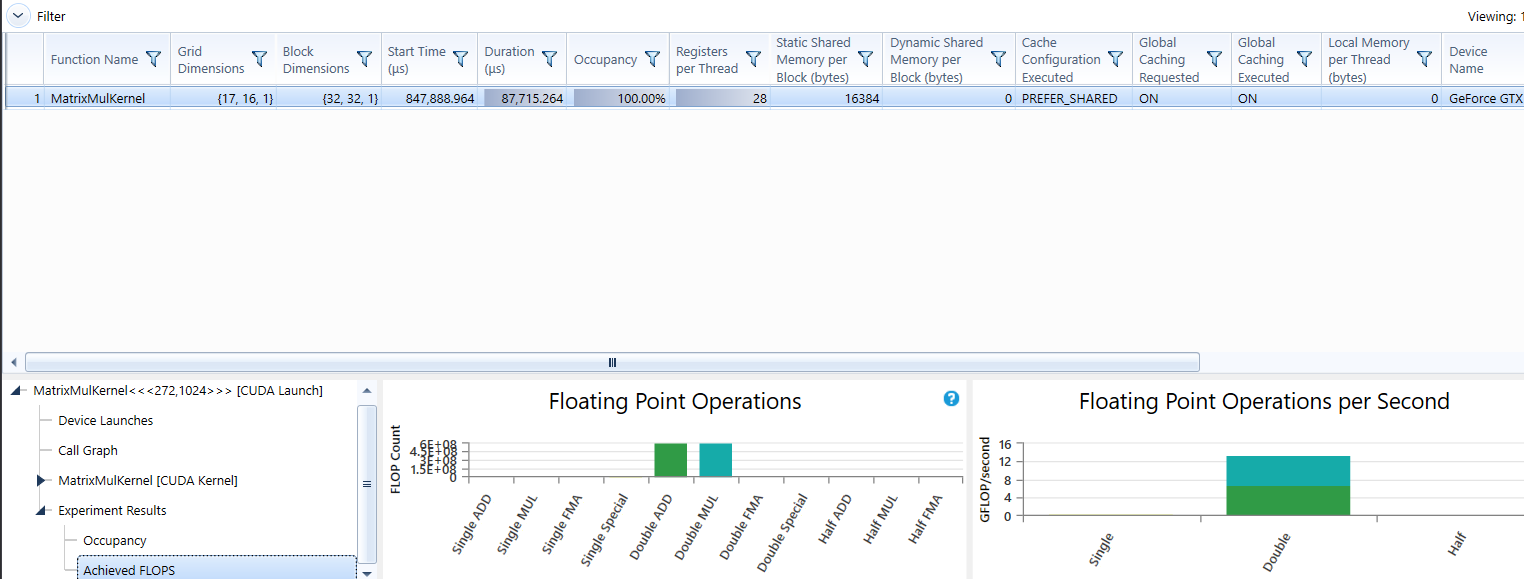 Filter
Viewing: 1
Function Name
Grid
Dimensions
Block
Dimensions
Start Time
(μs)
Duration
(μs)
Occupancy
Registers
per Thread
Static Shared
Memory per
Block (bytes)
Dynamic Shared
Memory per
Block (bytes)
Cache
Configuration
Executed
Global
Caching
Requested
Global
Caching
Executed
Local Memory
per Thread
(bytes)
Device
Name
1 MatrixMulKernel {17, 16, 1} {32, 32, 1} 847,888.964 87,715.264 100.00% 28 16384 0 PREFER_SHARED ON ON 0 GeForce GTX
MatrixMulKernel<<<272,1024>>> [CUDA Launch]
Device Launches
Call Graph
MatrixMulKernel [CUDA Kernel]
Experiment Results
Occupancy
Achieved FLOPS
Floating Point Operations
?
FLOP Count
6E+08
4.5E+08
3E+08
1.5E+08
0
Single ADD
Single MUL
Single FMA
Single Special
Double ADD
Double MUL
Double FMA
Double Special
Half ADD
Half MUL
Half FMA
Floating Point Operations per Second
GFLOP/second
16
12
8
4
0
Single
Double
Half